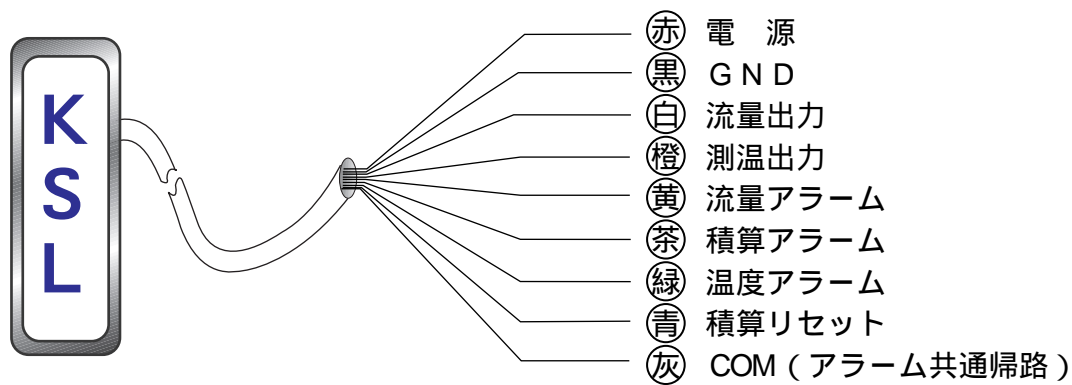 KSL
赤 電 源
黒 GND
白 流量出力
橙 測温出力
黄 流量アラーム
茶 積算アラーム
緑 温度アラーム
青 積算リセット
灰 COM（アラーム共通帰路）